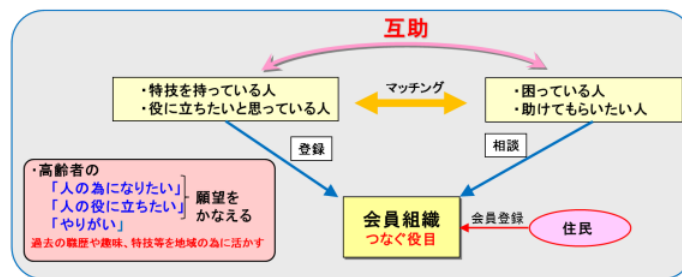 互助
・特技を持っている人
・役に立ちたいと思っている人
マッチング
・困っている人
・助けてもらいたい人
登録
相談
・高齢者の
「人の為になりたい」
「人の役に立ちたい」
「やりがい」
願望を
かなえる
過去の職歴や趣味、特技等を地域の為に活かす
会員組織
つなぐ役目
会員登録
住民